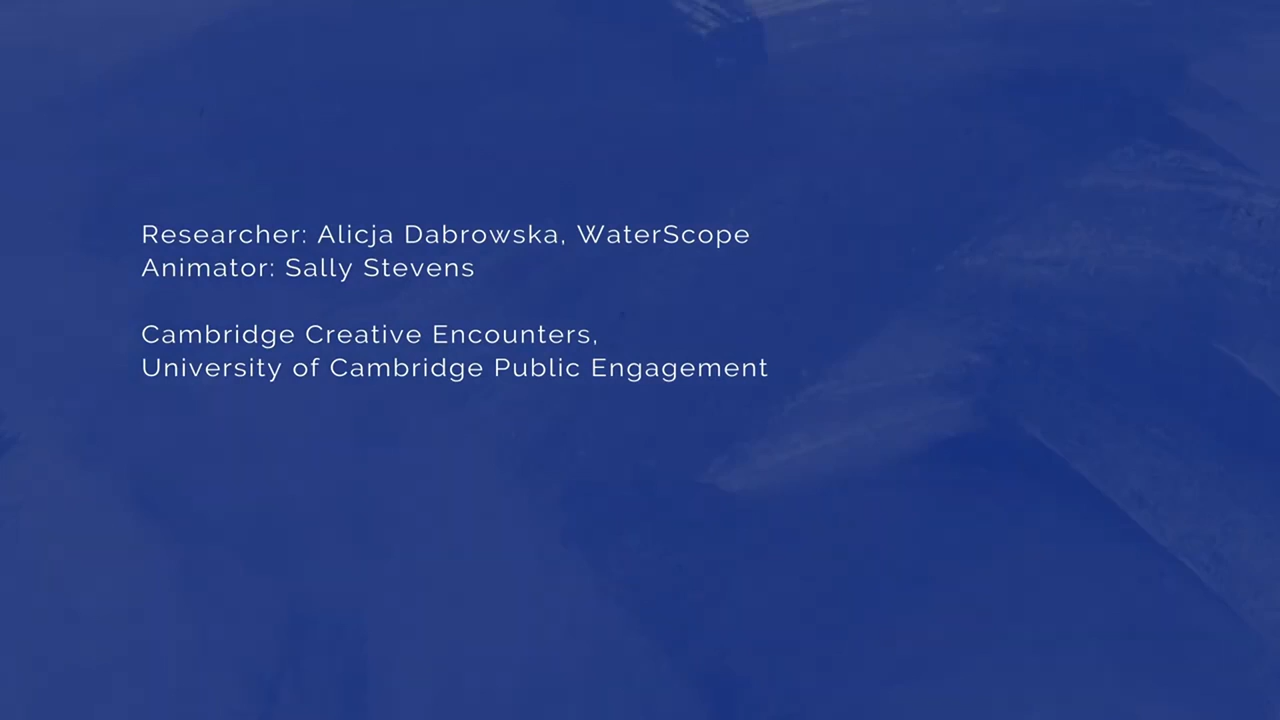 Researcher: Alicja Dabrowska, WaterScope
Animator: Sally Stevens
Cambridge Creative Encounters,
University of Cambridge Public Engagement